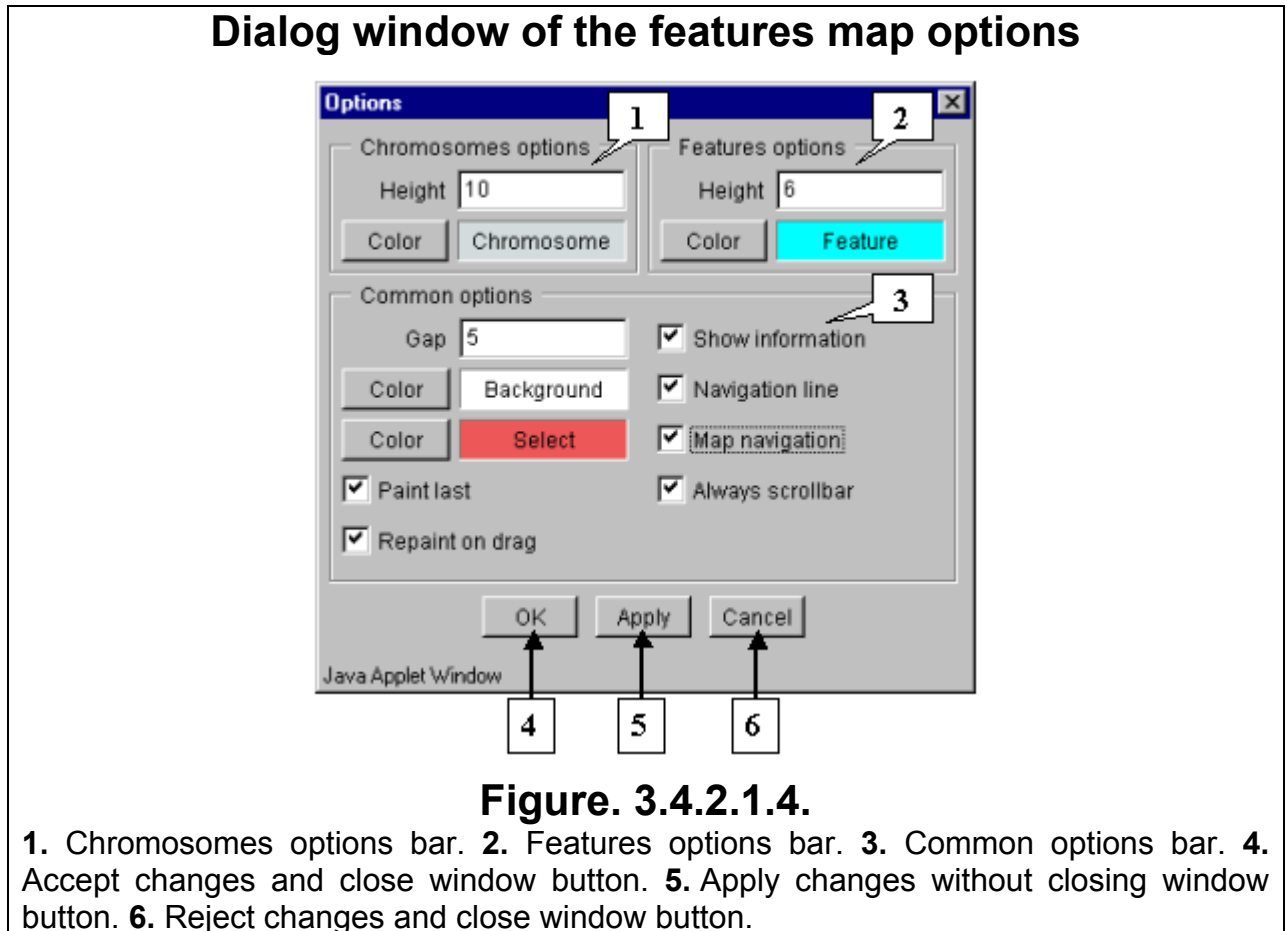 Dialog window of the features map options
Options
1
2
Chromosomes options
Features options
Height 10
Height 6
Color Chromosome
Color Feature
Common options
3
Gap 5
Show information
Color Background
Navigation line
Color Select
Map navigation
Paint last
Always scrollbar
Repaint on drag
OK Apply Cancel
Java Applet Window
4 5 6
Figure. 3.4.2.1.4.
1. Chromosomes options bar. 2. Features options bar. 3. Common options bar. 4.
Accept changes and close window button. 5. Apply changes without closing window
button. 6. Reject changes and close window button.